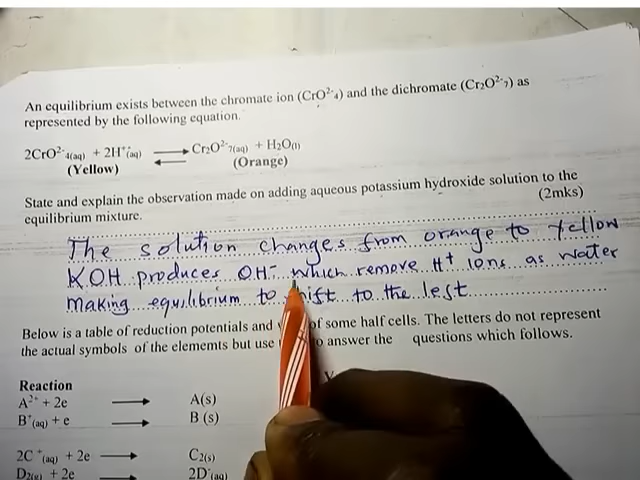 An equilibrium exists between the chromate ion (CrO²⁻₄) and the dichromate (Cr₂O²⁻₇) as
represented by the following equation.
2CrO²⁻₄(aq) + 2H⁺(aq) ⇌ Cr₂O²⁻₇(aq) + H₂O(l)
(Yellow) (Orange)
State and explain the observation made on adding aqueous potassium hydroxide solution to the
equilibrium mixture. (2mks)
The solution changes from orange to yellow
KOH produces OH⁻ which remove H⁺ ions as water
making equilibrium to shift to the lest
Below is a table of reduction potentials and of some half cells. The letters do not represent
the actual symbols of the elememts but use to answer the questions which follows.
Reaction
A²⁺ + 2e → A(s)
B⁺(aq) + e → B (s)
2C ⁺(aq) + 2e → C₂(s)
+ 2e 2D⁻(aq)